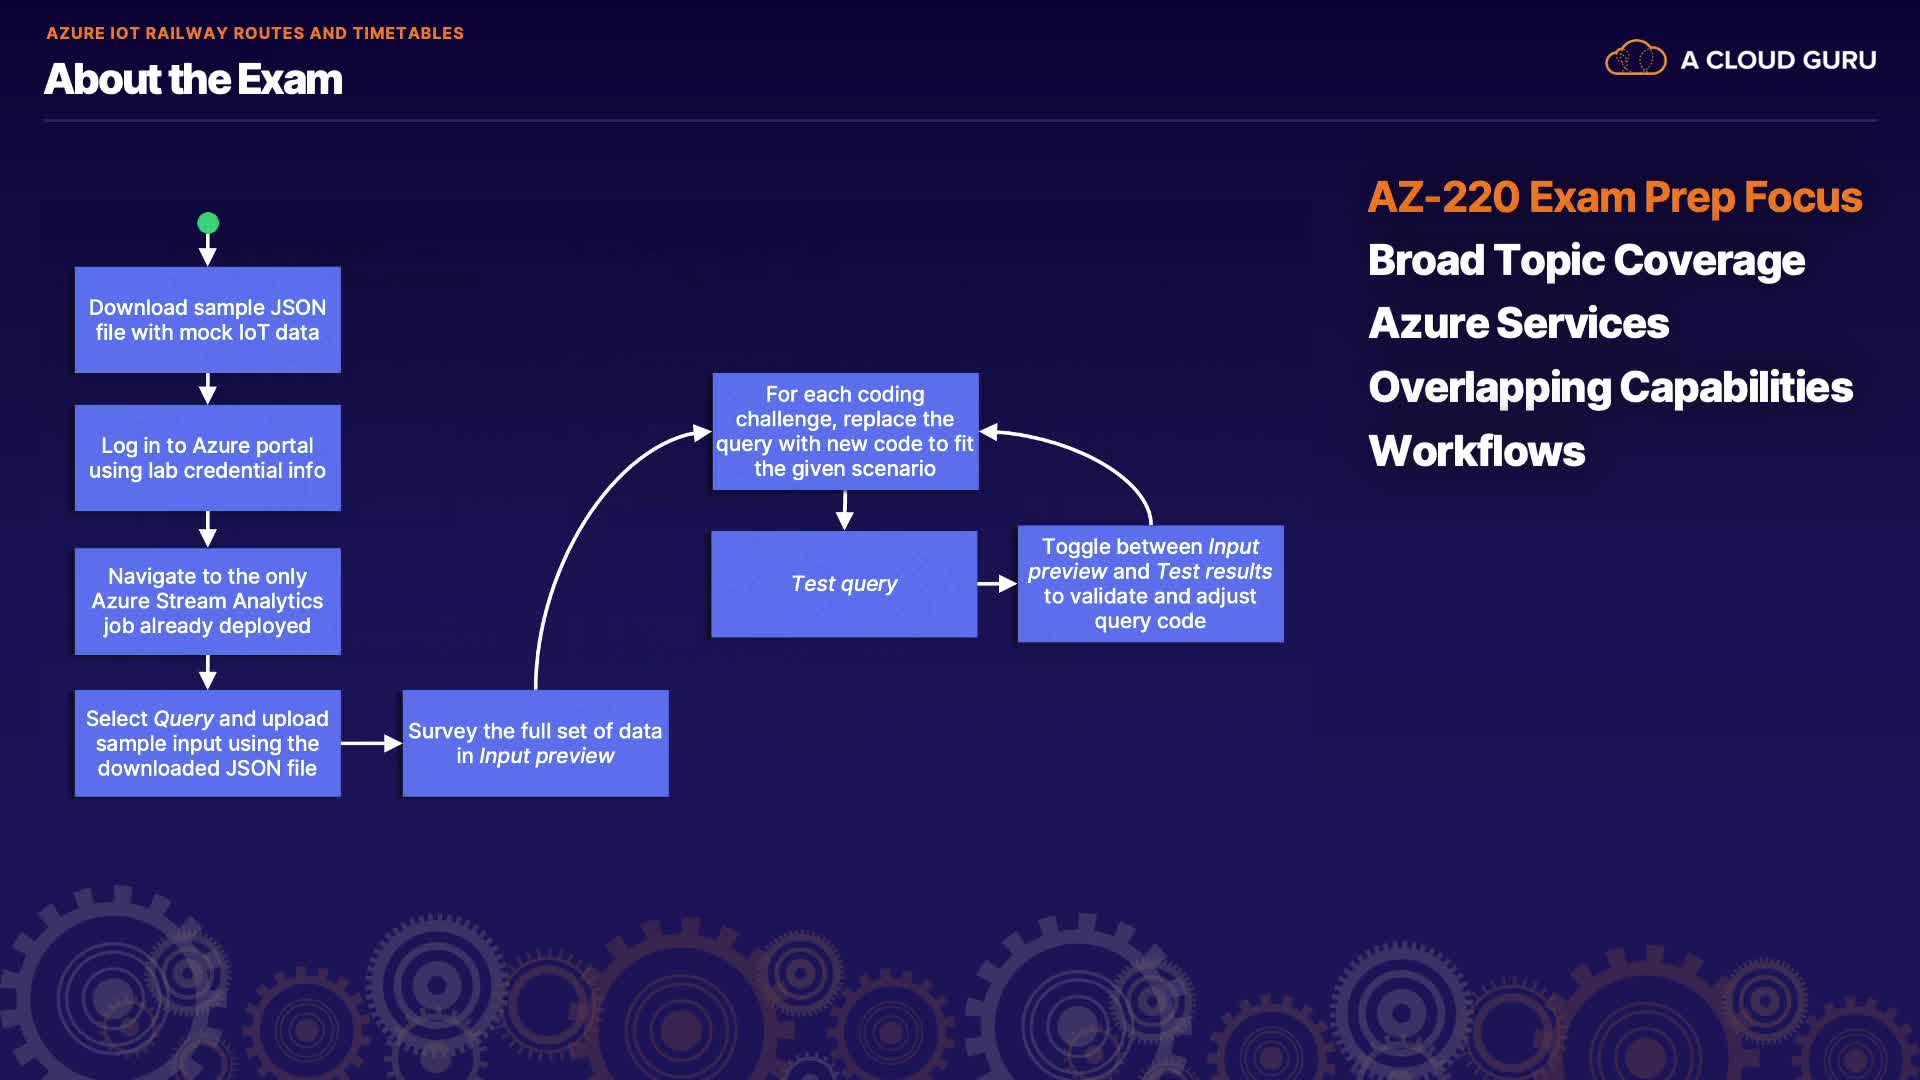 AZURE IOT RAILWAY ROUTES AND TIMETABLES
About the Exam
A CLOUD GURU
Download sample JSON
file with mock IoT data
Log in to Azure portal
using lab credential info
Navigate to the only
Azure Stream Analytics
job already deployed
Select Query and upload
sample input using the
downloaded JSON file
Survey the full set of data
in Input preview
For each coding
challenge, replace the
query with new code to fit
the given scenario
Test query
Toggle between Input
preview and Test results
to validate and adjust
query code
AZ-220 Exam Prep Focus
Broad Topic Coverage
Azure Services
Overlapping Capabilities
Workflows